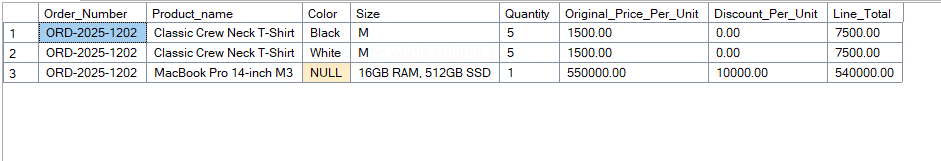 Order_Number Product_name Color Size Quantity Original_Price_Per_Unit Discount_Per_Unit Line_Total
1 ORD-2025-1202 Classic Crew Neck T-Shirt Black M 5 1500.00 0.00 7500.00
2 ORD-2025-1202 Classic Crew Neck T-Shirt White M 5 1500.00 0.00 7500.00
3 ORD-2025-1202 MacBook Pro 14-inch M3 NULL 16GB RAM, 512GB SSD 1 550000.00 10000.00 540000.00